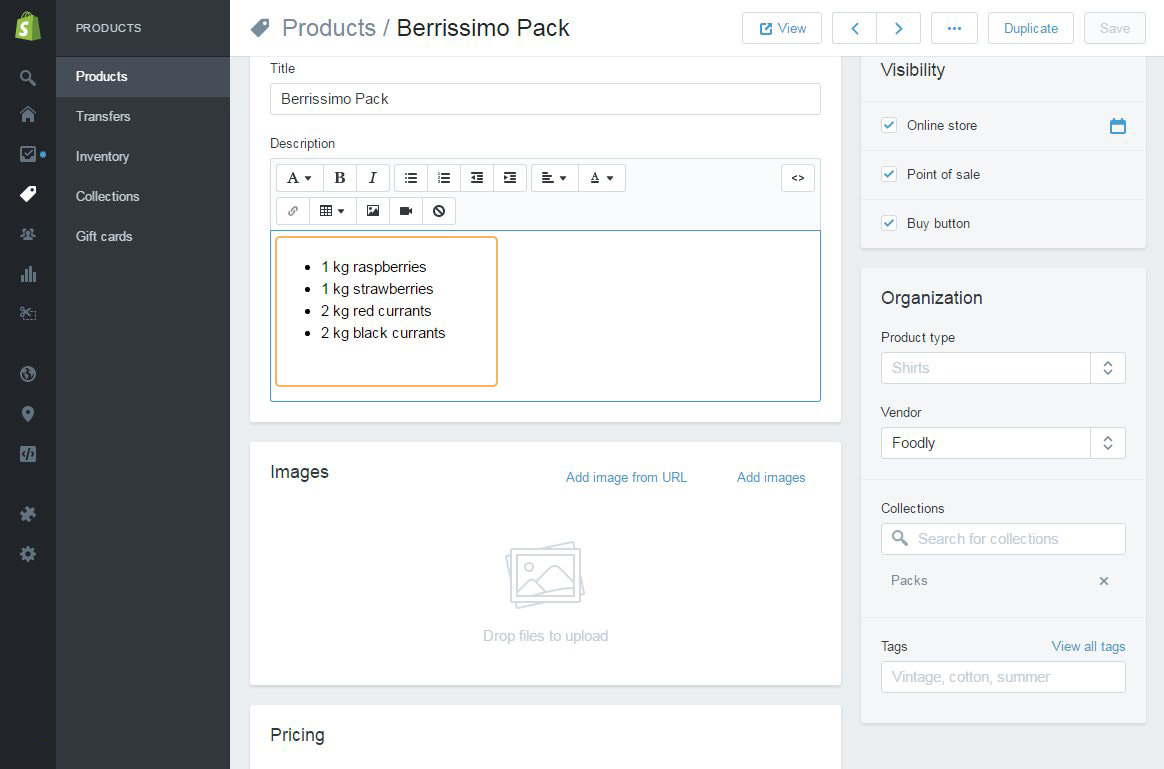 PRODUCTS
Products
Transfers
Inventory
Collections
Gift cards
Products / Berrissimo Pack
View
Duplicate
Save
Title
Berrissimo Pack
Description
A B I
A
<>
1 kg raspberries
1 kg strawberries
2 kg red currants
2 kg black currants
Images
Add image from URL
Add images
Drop files to upload
Pricing
Visibility
Online store
Point of sale
Buy button
Organization
Product type
Shirts
Vendor
Foodly
Collections
Search for collections
Packs
Tags
View all tags
Vintage, cotton, summer